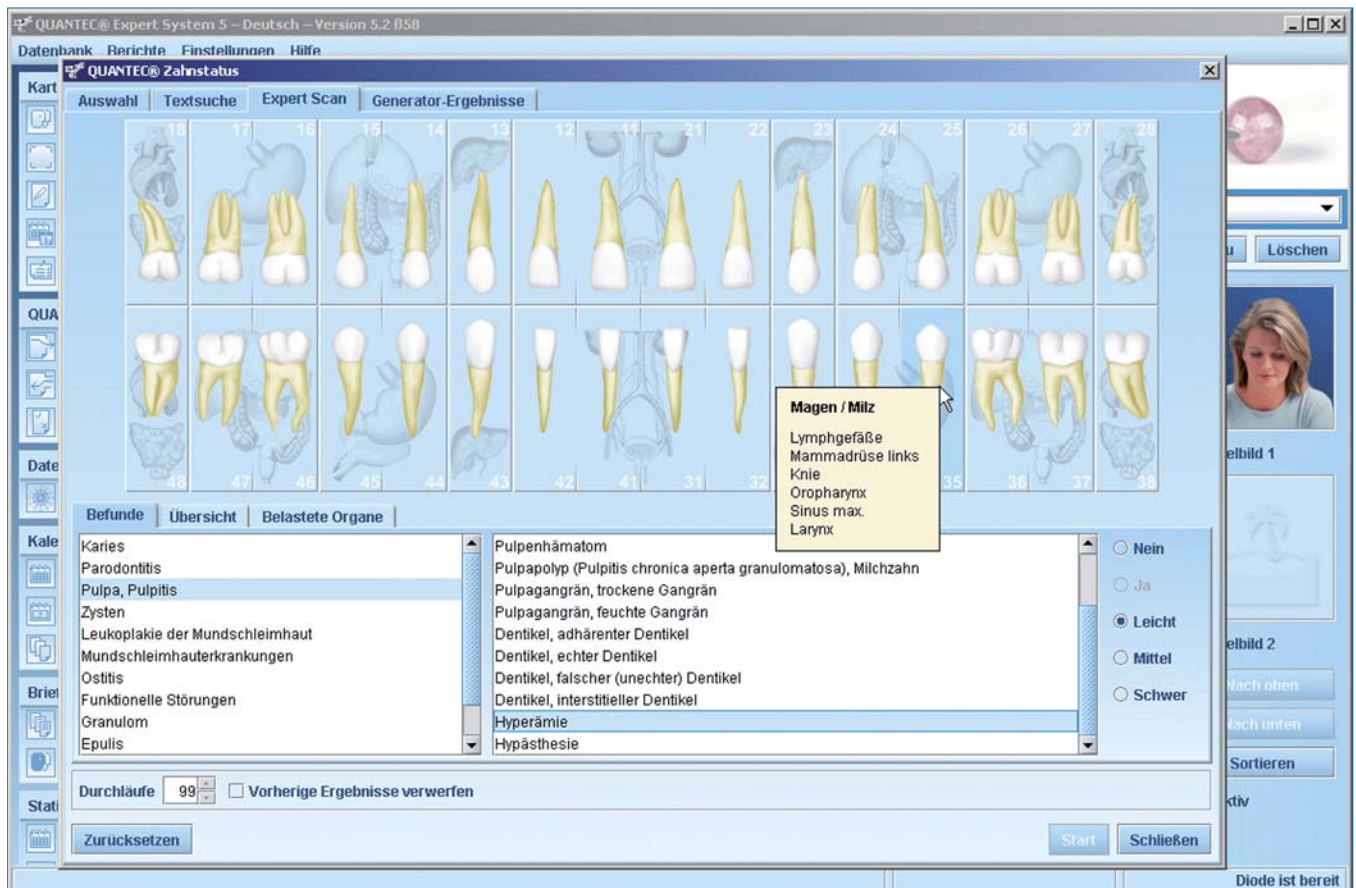 QUANTEC® Expert System 5 – Deutsch – Version 5.2 ß58
Datenbank Berichte Einstellungen Hilfe
QUANTEC® Zahnstatus
Kart
Auswahl Textsuche Expert Scan Generator-Ergebnisse
18 17 16 15 14 13 12 11 21 22 23 24 25 26 27 28
Löschen
QUA
Magen / Milz
Lymphgefäße
Mammadrüse links
Knie
Oropharynx
Sinus max.
Larynx
elbild 1
Date
48 47 46 45 44 43 42 41 31 32 35 36 37 38
Befunde Übersicht Belastete Organe
Kale
Karies
Parodontitis
Pulpa, Pulpitis
Zysten
Leukoplakie der Mundschleimhaut
Mundschleimhauterkrankungen
Ostitis
Funktionelle Störungen
Granulom
Epulis
Pulpenhämatom
Pulpapolyp (Pulpitis chronica aperta granulomatosa), Milchzahn
Pulpagangrän, trockene Gangrän
Pulpagangrän, feuchte Gangrän
Dentikel, adhärenter Dentikel
Dentikel, echter Dentikel
Dentikel, falscher (unechter) Dentikel
Dentikel, interstitieller Dentikel
Hyperämie
Hypästhesie
Nein
Ja
Leicht
Mittel
Schwer
elbild 2
Brief
Nach oben
Nach unten
Sortieren
Durchläufe 99 Vorherige Ergebnisse verwerfen
Stati
ktiv
Zurücksetzen Start Schließen
Diode ist bereit